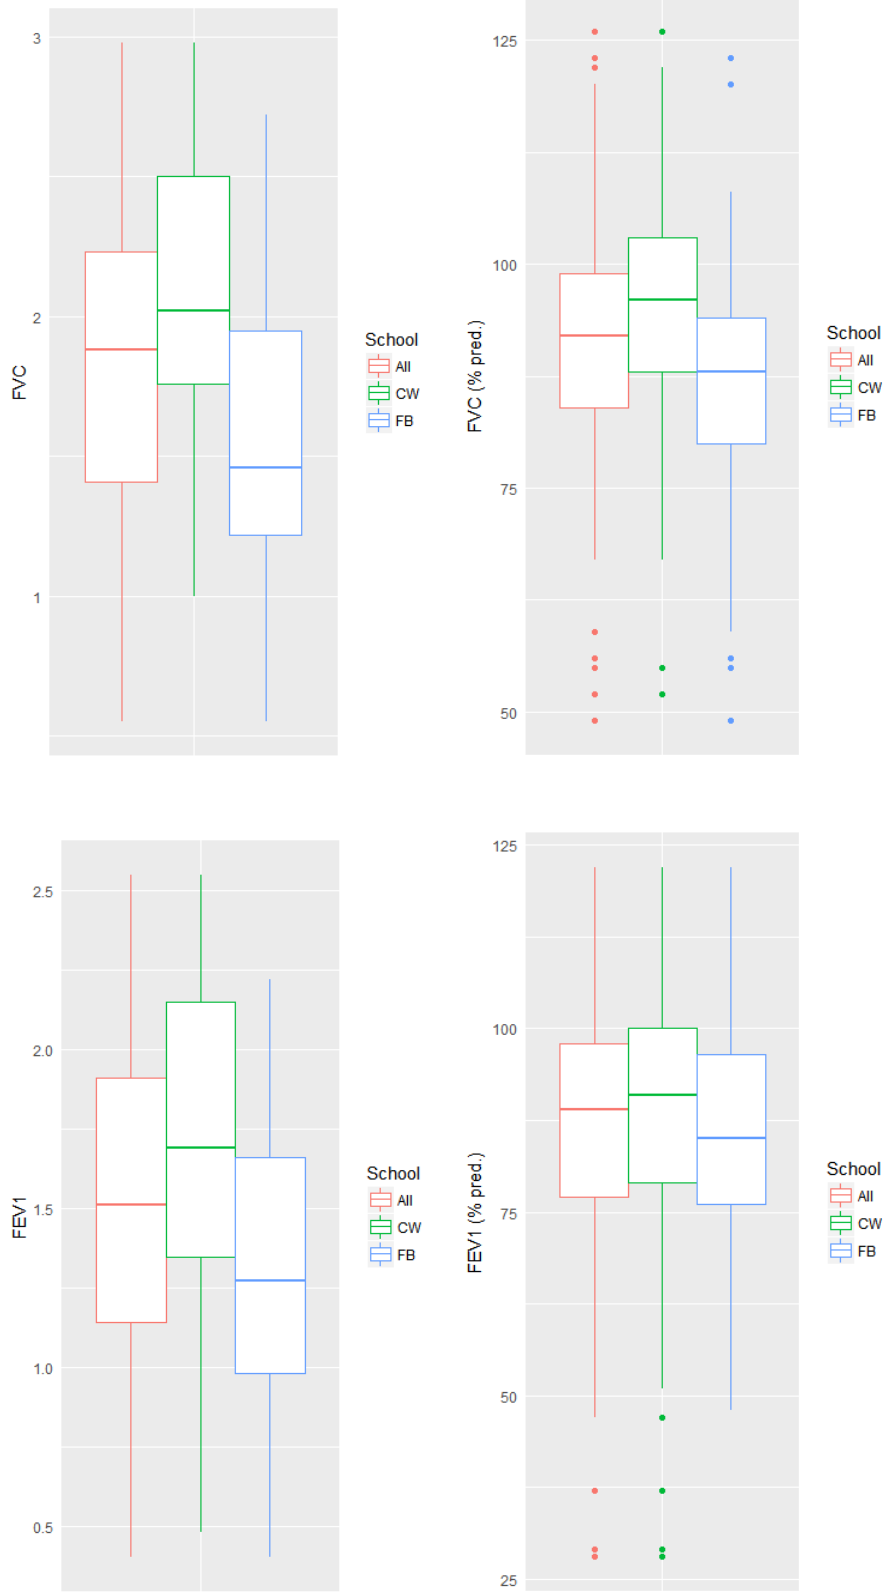 3
2
1
FVC
School
All
CW
FB
125
100
75
50
FVC (% pred.)
School
All
CW
FB
2.5
2.0
1.5
1.0
0.5
FEV1
School
All
CW
FB
125
100
75
50
25
FEV1 (% pred.)
School
All
CW
FB